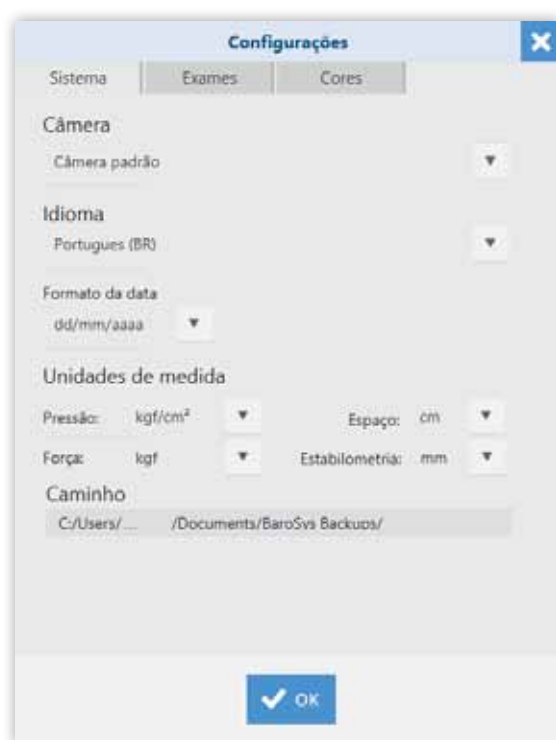 Configurações
Sistema Exames Cores
Câmera
Câmera padrão
Idioma
Portugues (BR)
Formato da data
dd/mm/aaaa
Unidades de medida
Pressão: kgf/cm² Espaço: cm
Força: kgf Estabilometria: mm
Caminho
C:/Users/... /Documents/BaroSys Backups/
OK